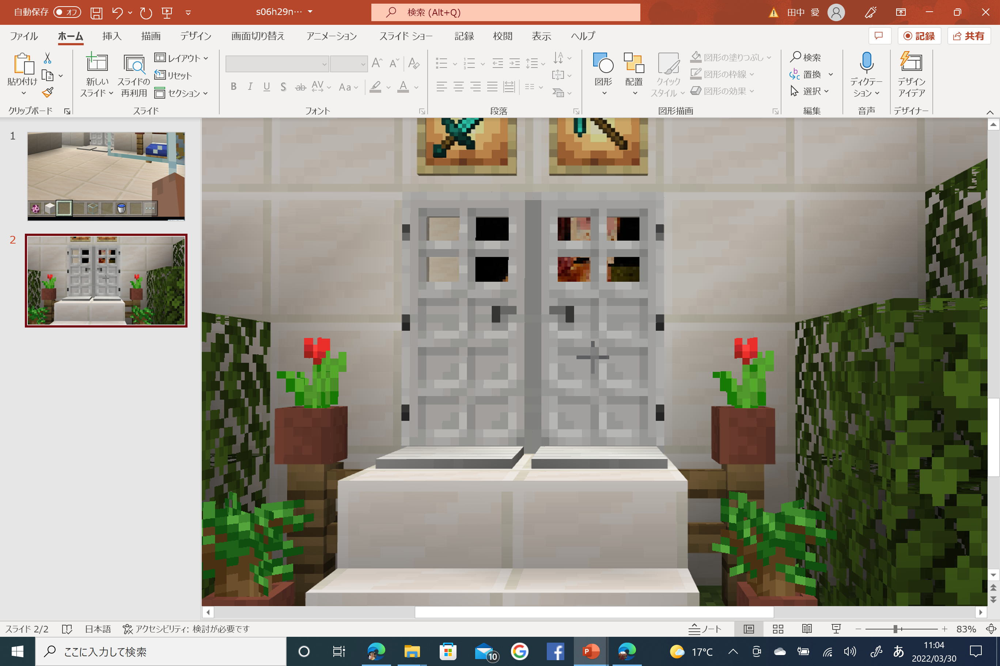 自動保存 オフ
s06h29n…
検索 (Alt+Q)
田中 愛
ファイル ホーム 挿入 描画 デザイン 画面切り替え アニメーション スライド ショー 記録 校閲 表示 ヘルプ
記録 共有
貼り付け
クリップボード
新しい
スライド
スライドの
再利用
レイアウト
リセット
セクション
スライド
B I U S ab AV Aa A
フォント
段落
図形
配置
クイック
スタイル
図形の塗りつぶし
図形の枠線
図形の効果
図形描画
検索
置換
選択
編集
ディクテー
ション
音声
デザイン
アイデア
デザイナー
1
2
スライド 2/2 日本語 アクセシビリティ: 検討が必要です
ノート 83%
ここに入力して検索
10
17°C
あ
11:04
2022/03/30